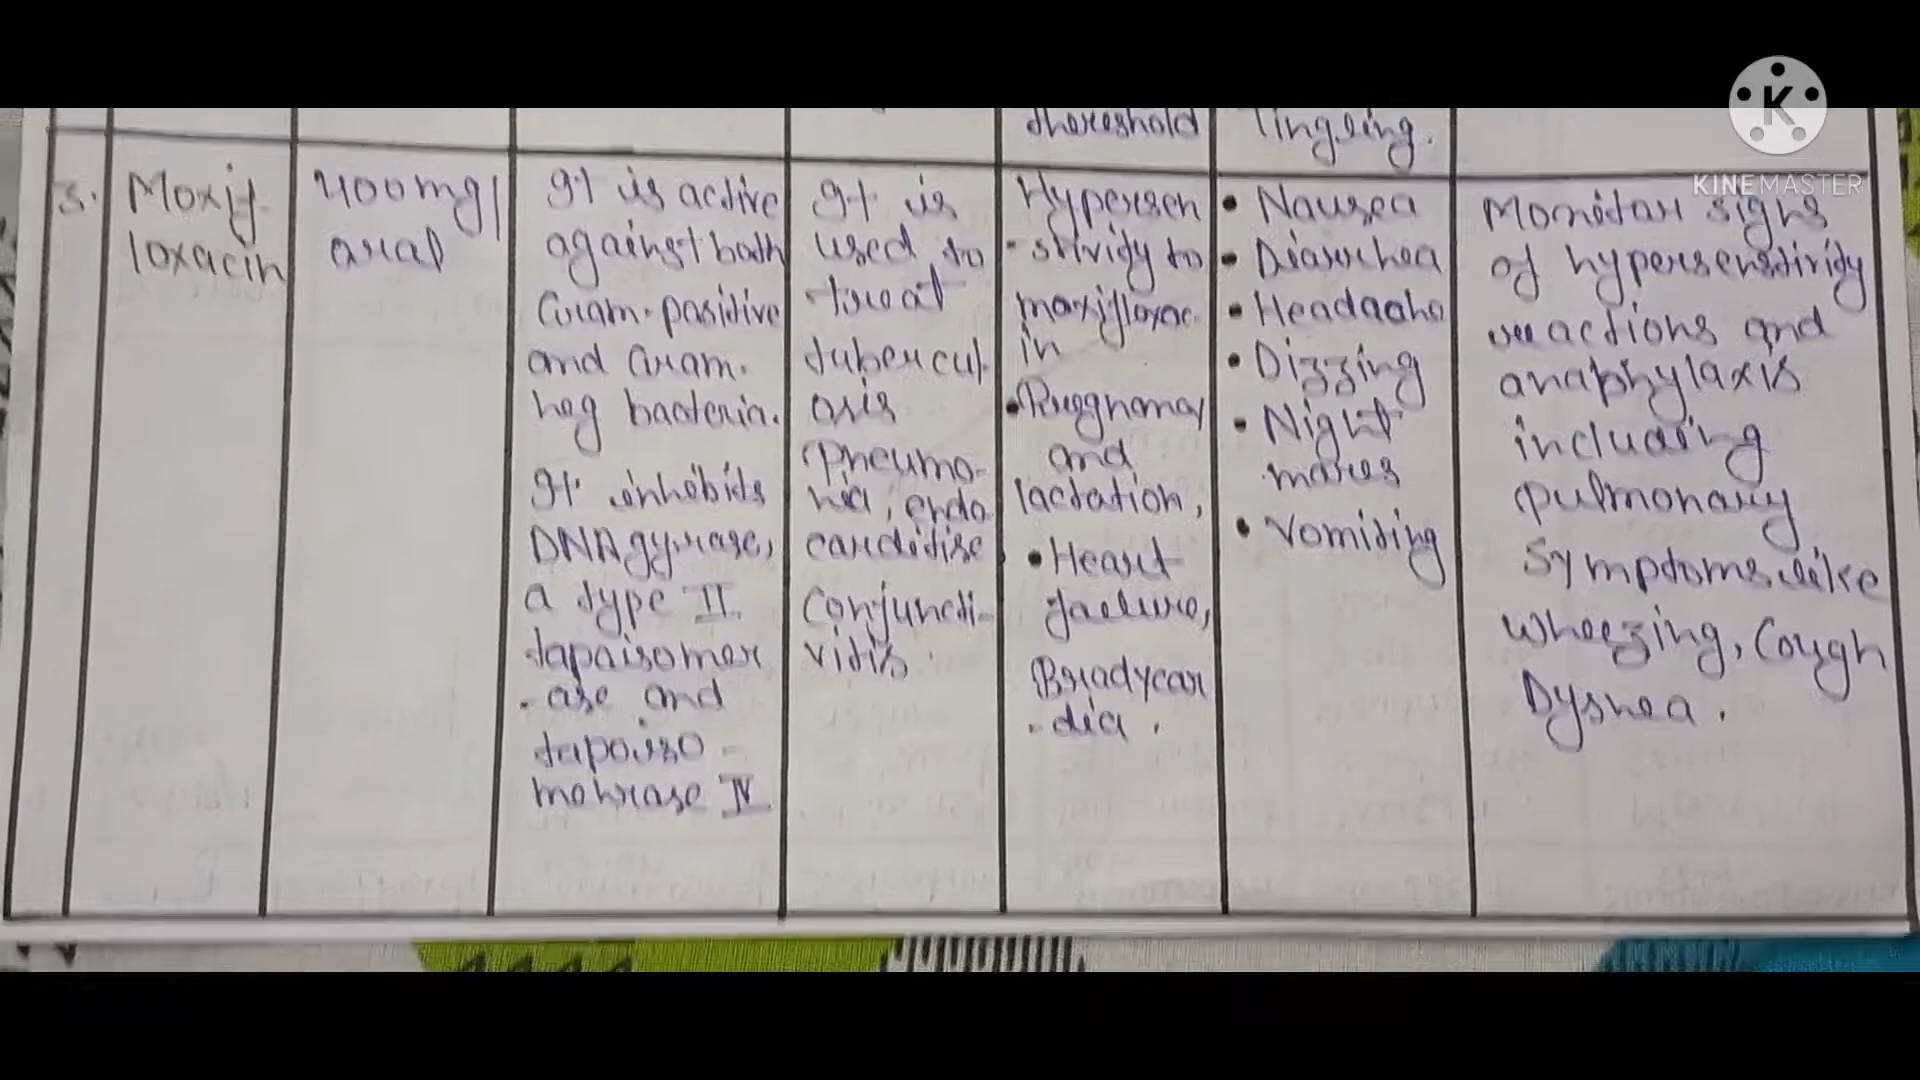 thereshold
Tingling.
KINEMASTER
3.
Moxif
loxacin
400mg/
oral
It is active
against both
Gram-positive
and Gram.
neg bacteria.
It inhibits
DNA gyrase,
a type II
topoisomer
-ase and
topoiso-
merase IV
It is
used to
treat
tubercul
osis
Pneumo-
nia, endo
carditise
Conjuncti-
vitis.
Hypersen
-sitivity to
moxifloxac
in
• Pregnancy
and
lactation,
• Heart
failure,
Bradycar
-dia.
• Nausea
• Diarrhea
• Headache
• Dizzing
• Night
mares
• Vomiting
Monitor signs
of hypersensitivity
reactions and
anaphylaxis
including
pulmonary
symptoms like
wheezing, Cough
Dysnea.